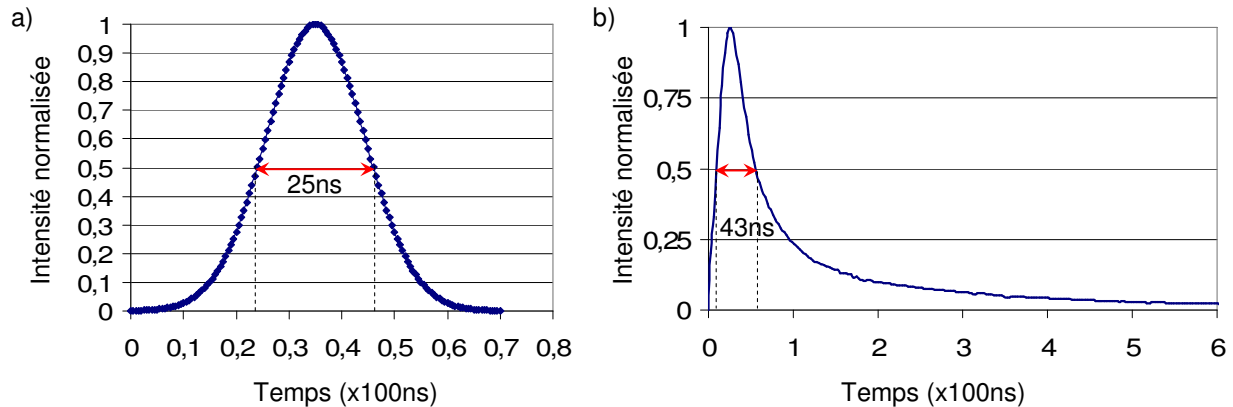 a)
Intensité normalisée
1
0,9
0,8
0,7
0,6
0,5
0,4
0,3
0,2
0,1
0
25ns
0 0,1 0,2 0,3 0,4 0,5 0,6 0,7 0,8
Temps (x100ns)
b)
Intensité normalisée
1
0,75
0,5
0,25
0
43ns
0 1 2 3 4 5 6
Temps (x100ns)